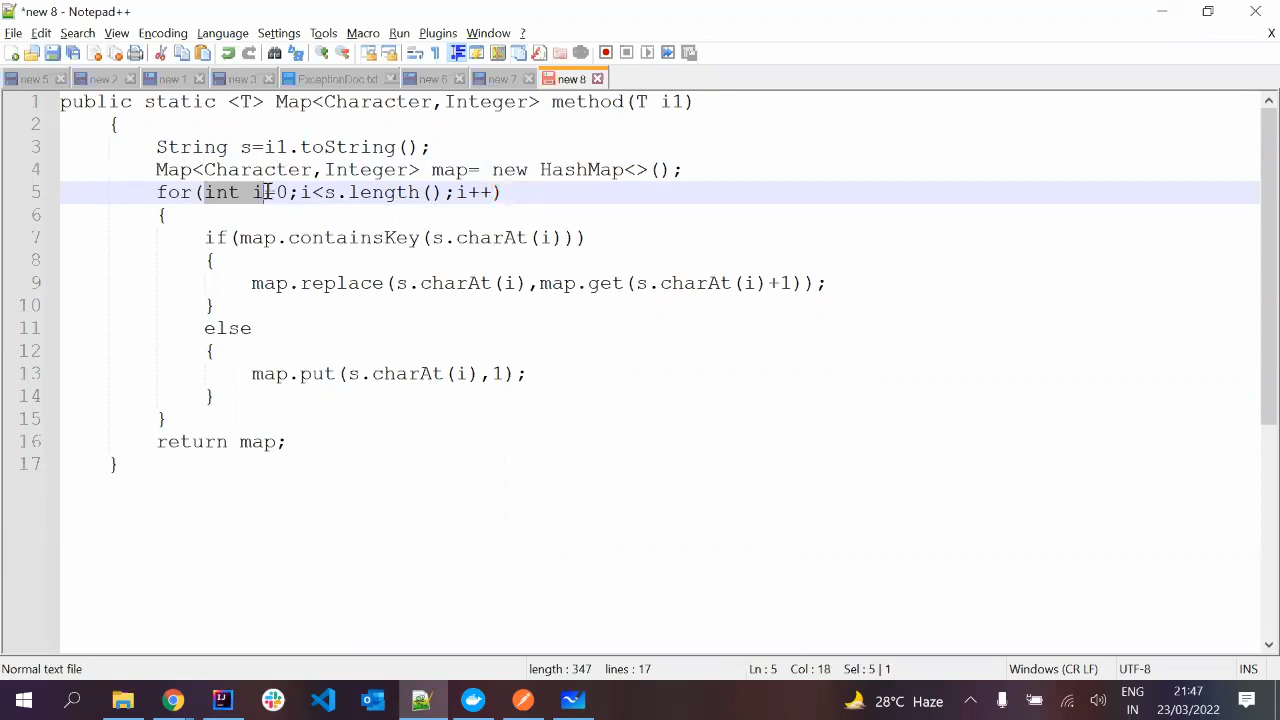 *new 8 - Notepad++
File Edit Search View Encoding Language Settings Tools Macro Run Plugins Window ? X
new 5 new 2 new 1 new 3 ExceptionDoc.txt new 6 new 7 new 8
1 public static <T> Map<Character,Integer> method(T i1)
2 {
3 String s=i1.toString();
4 Map<Character,Integer> map= new HashMap<>();
5 for(int i=0;i<s.length();i++)
6 {
7 if(map.containsKey(s.charAt(i)))
8 {
9 map.replace(s.charAt(i),map.get(s.charAt(i)+1));
10 }
11 else
12 {
13 map.put(s.charAt(i),1);
14 }
15 }
16 return map;
17 }
Normal text file length : 347 lines : 17 Ln : 5 Col : 18 Sel : 5 | 1 Windows (CR LF) UTF-8 INS
28°C Haze ENG IN 21:47 23/03/2022